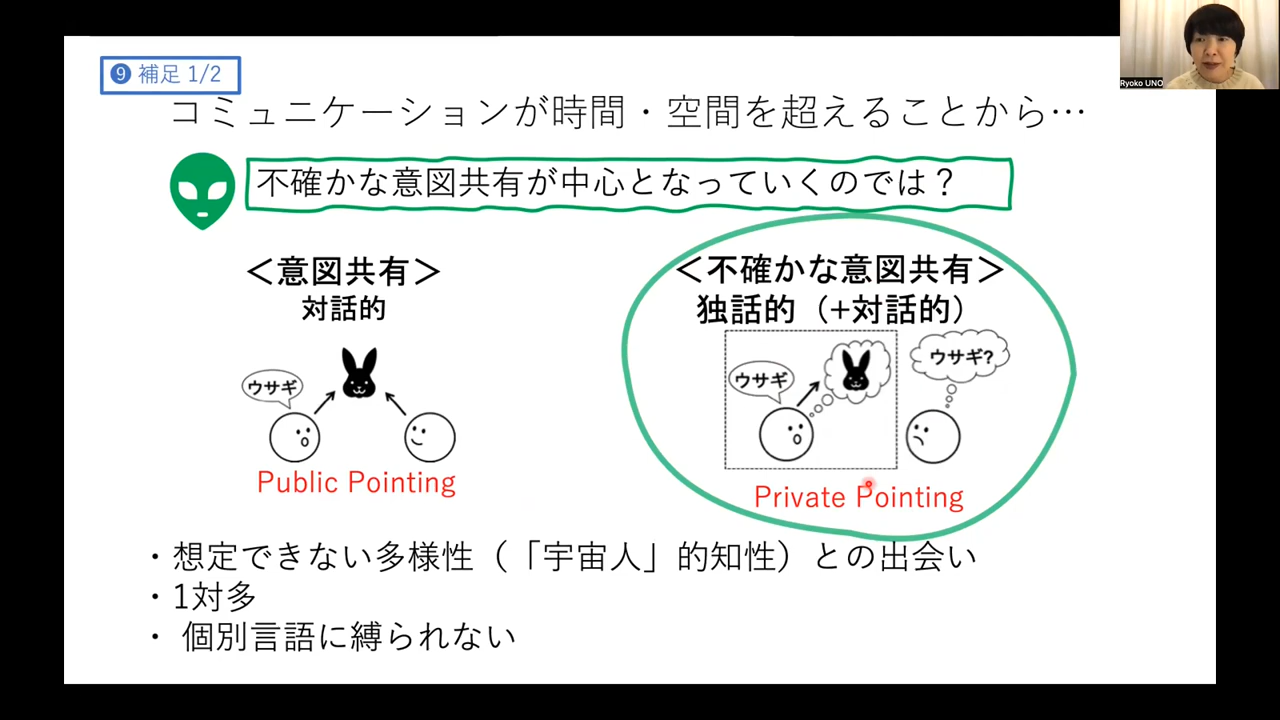 ❾ 補足 1/2
コミュニケーションが時間・空間を超えることから…
不確かな意図共有が中心となっていくのでは？
＜意図共有＞
対話的
ウサギ
Public Pointing
＜不確かな意図共有＞
独話的（+対話的）
ウサギ
ウサギ?
Private Pointing
・想定できない多様性（「宇宙人」的知性）との出会い
・1対多
・ 個別言語に縛られない
Ryoko UNO